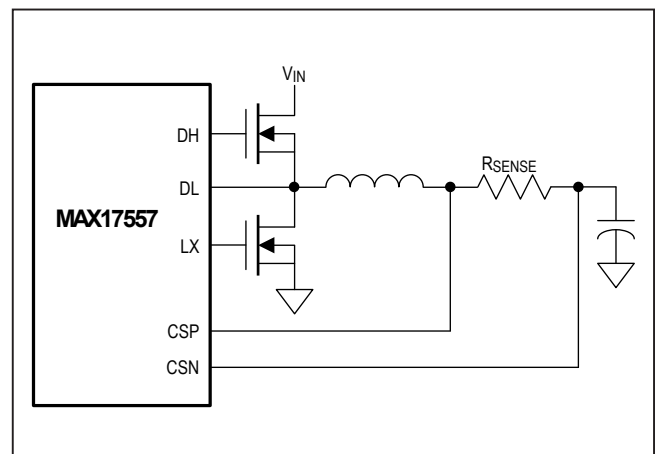 VIN
DH
RSENSE
DL
MAX17557
LX
CSP
CSN